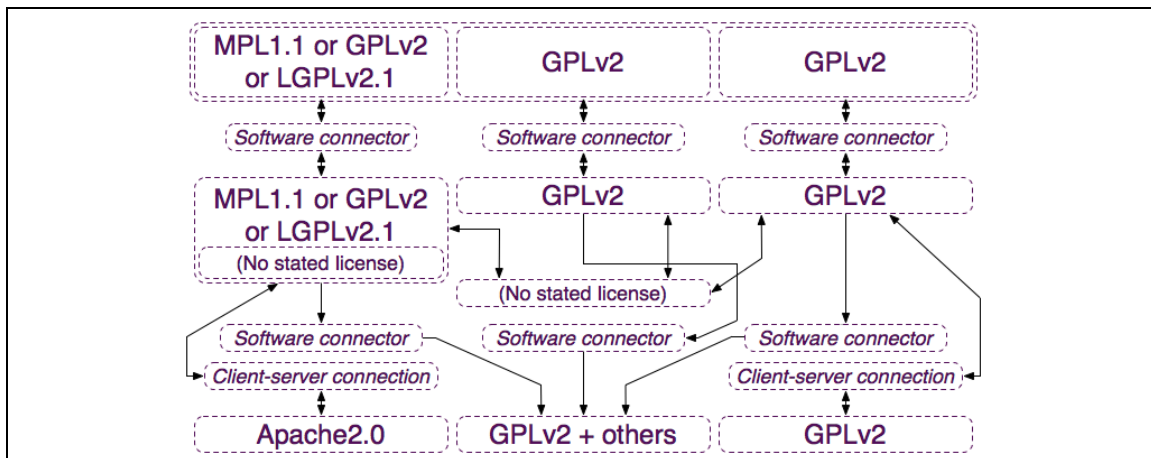 MPL1.1 or GPLv2
or LGPLv2.1
GPLv2
GPLv2
Software connector
Software connector
Software connector
MPL1.1 or GPLv2
or LGPLv2.1
(No stated license)
GPLv2
GPLv2
(No stated license)
Software connector
Software connector
Software connector
Client-server connection
Client-server connection
Apache2.0
GPLv2 + others
GPLv2